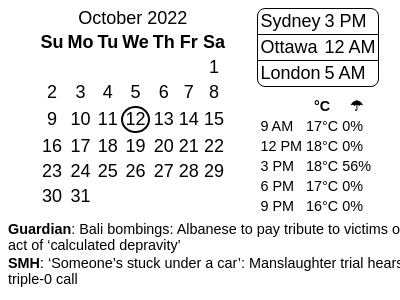 October 2022
Su Mo Tu We Th Fr Sa
1
2 3 4 5 6 7 8
9 10 11 12 13 14 15
16 17 18 19 20 21 22
23 24 25 26 27 28 29
30 31
Sydney 3 PM
Ottawa 12 AM
London 5 AM
°C ☂
9 AM 17°C 0%
12 PM 18°C 0%
3 PM 18°C 56%
6 PM 17°C 0%
9 PM 16°C 0%
Guardian: Bali bombings: Albanese to pay tribute to victims o
act of ‘calculated depravity’
SMH: ‘Someone’s stuck under a car’: Manslaughter trial hears
triple-0 call